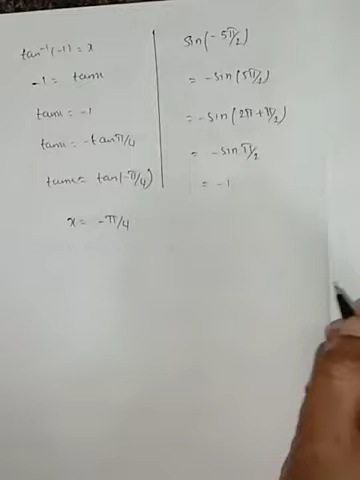 tan⁻¹(-1) = x
-1 = tanx
tanx = -1
tanx = -tan π/4
tanx = tan(-π/4)
x = -π/4
sin(-5π/2)
= -sin(5π/2)
= -sin(2π + π/2)
= -sin π/2
= -1